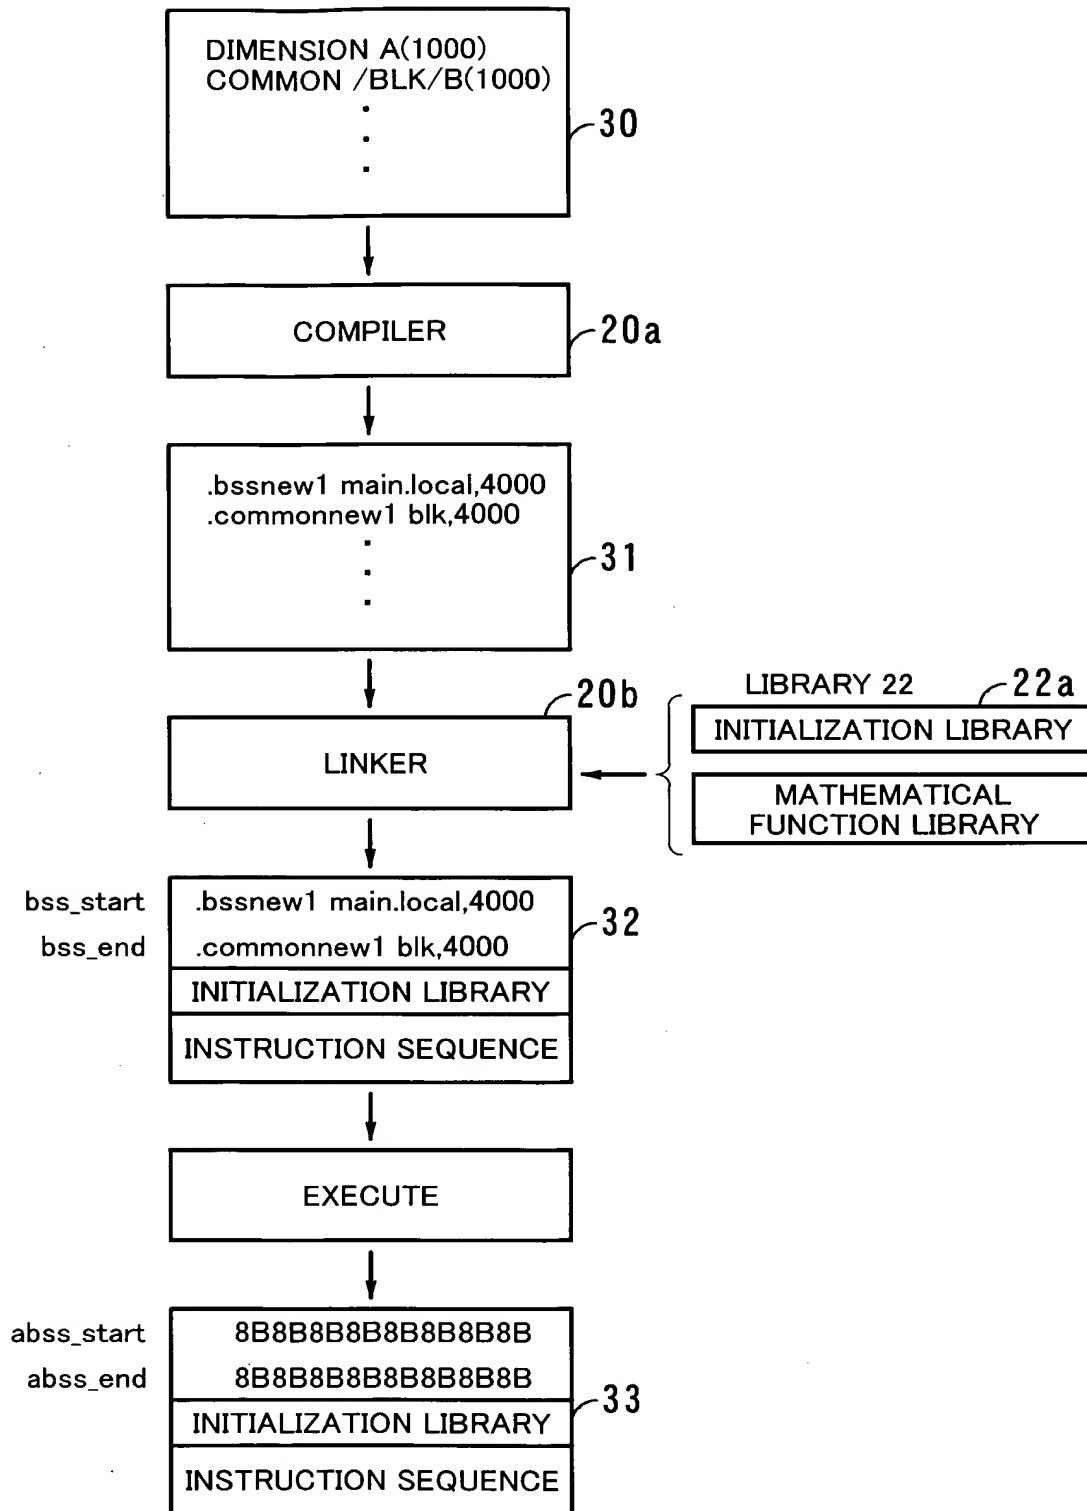 DIMENSION A(1000)
COMMON /BLK/B(1000)
30
COMPILER
20a
.bssnew1 main.local,4000
.commonnew1 blk,4000
31
20b
LINKER
LIBRARY 22
22a
INITIALIZATION LIBRARY
MATHEMATICAL
FUNCTION LIBRARY
bss_start .bssnew1 main.local,4000
bss_end .commonnew1 blk,4000
32
INITIALIZATION LIBRARY
INSTRUCTION SEQUENCE
EXECUTE
abss_start 8B8B8B8B8B8B8B8B
abss_end 8B8B8B8B8B8B8B8B
33
INITIALIZATION LIBRARY
INSTRUCTION SEQUENCE